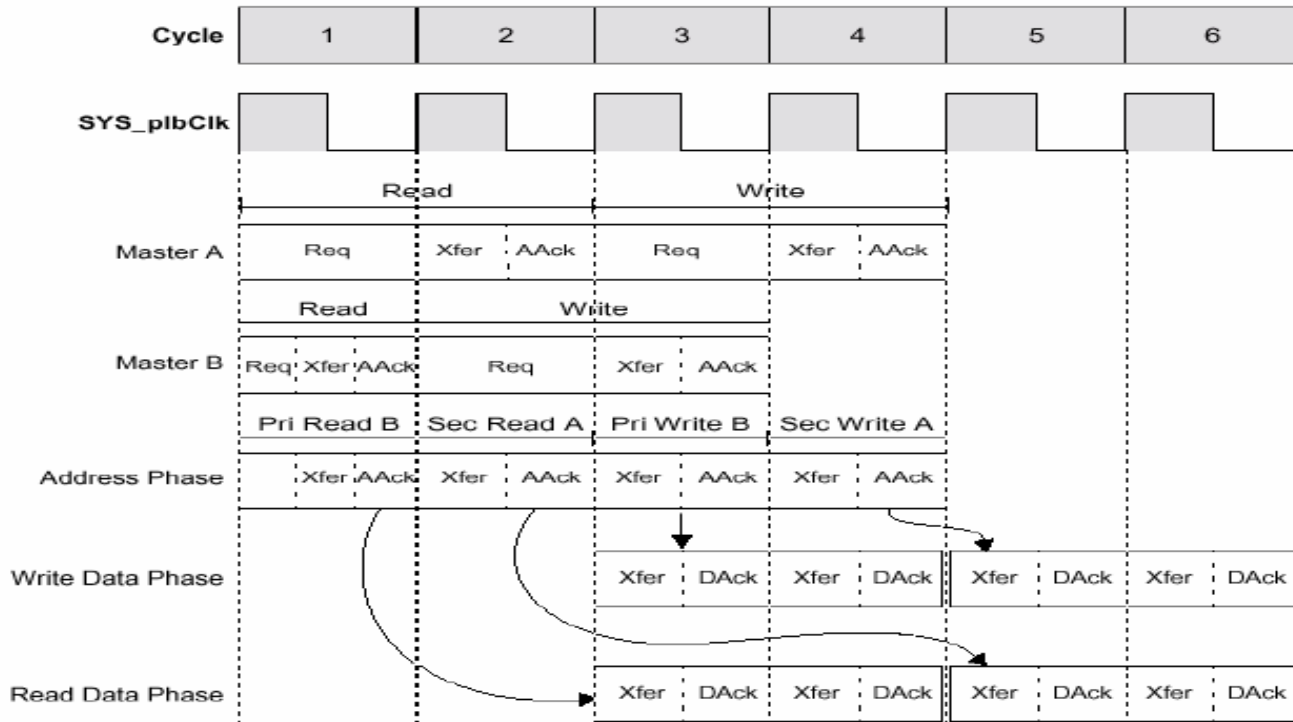 Cycle 1 2 3 4 5 6
SYS_plbClk
Read Write
Master A Req Xfer AAck Req Xfer AAck
Read Write
Master B Req Xfer AAck Req Xfer AAck
Pri Read B Sec Read A Pri Write B Sec Write A
Address Phase Xfer AAck Xfer AAck Xfer AAck Xfer AAck
Write Data Phase Xfer DAck Xfer DAck Xfer DAck Xfer DAck
Read Data Phase Xfer DAck Xfer DAck Xfer DAck Xfer DAck